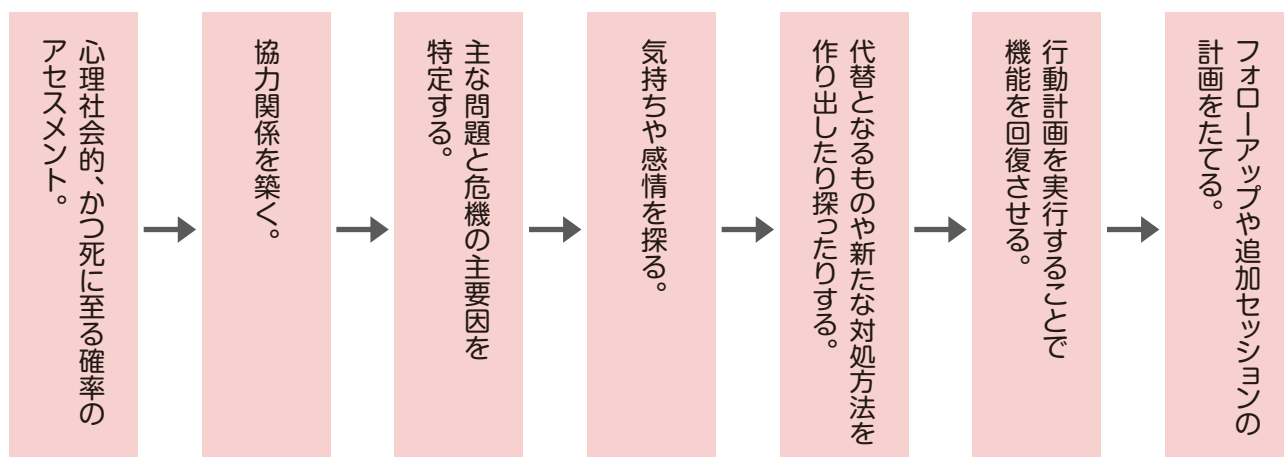 心理社会的、かつ死に至る確率の
アセスメント。
協力関係を築く。
主な問題と危機の主要因を
特定する。
気持ちや感情を探る。
代替となるものや新たな対処方法を
作り出したり探ったりする。
行動計画を実行することで
機能を回復させる。
フォローアップや追加セッションの
計画をたてる。